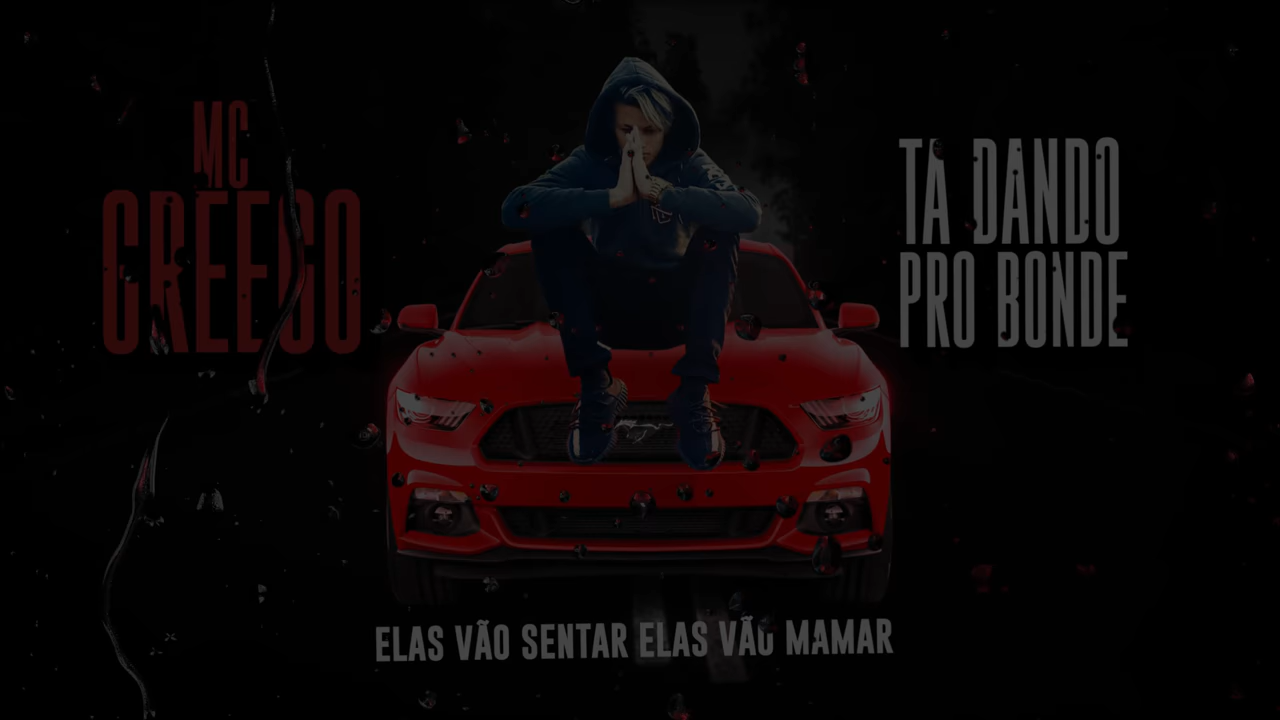 MC
CREEGO
TA DANDO
PRO BONDE
ELAS VÃO SENTAR ELAS VÃO MAMAR